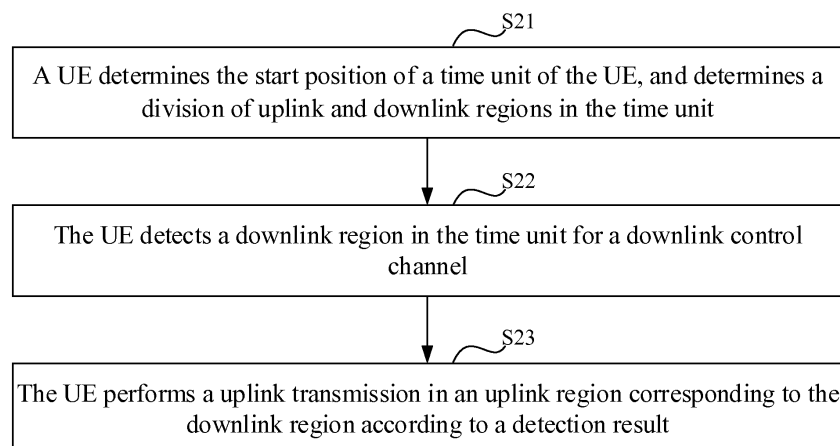 S21
A UE determines the start position of a time unit of the UE, and determines a
division of uplink and downlink regions in the time unit
S22
The UE detects a downlink region in the time unit for a downlink control
channel
S23
The UE performs a uplink transmission in an uplink region corresponding to the
downlink region according to a detection result